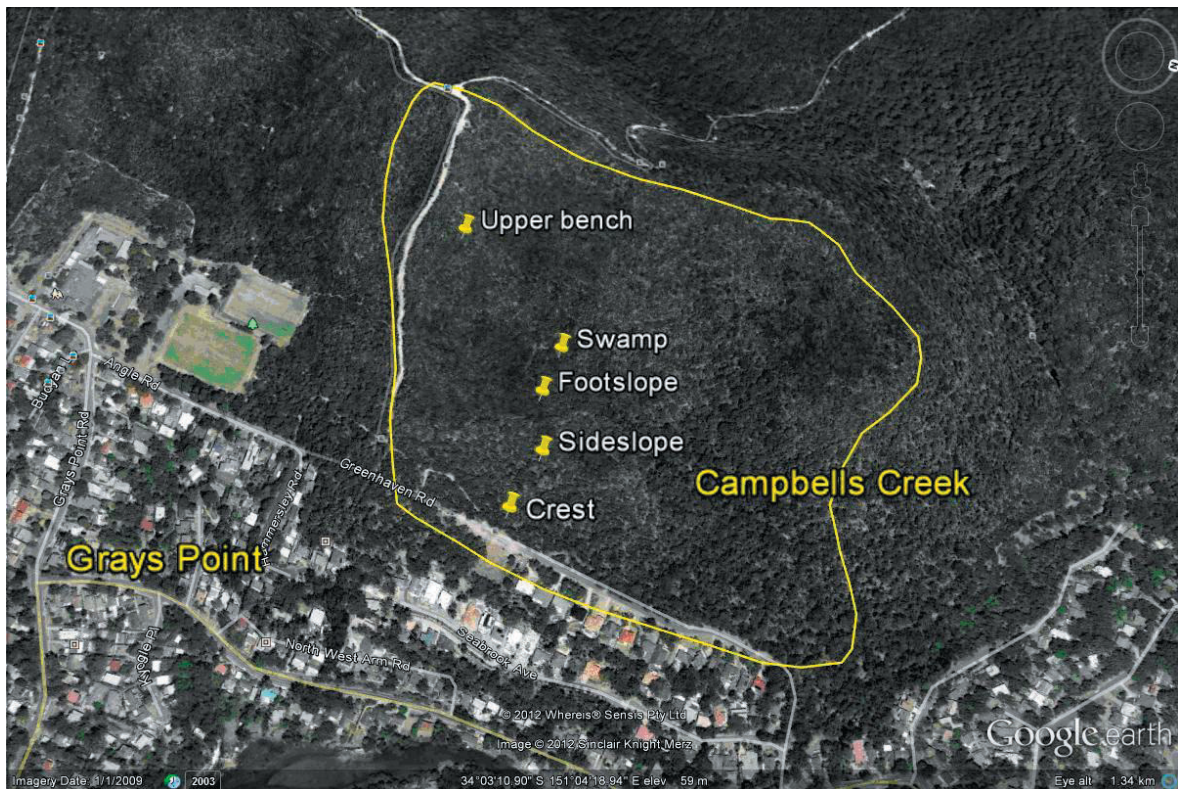 N
Upper bench
Swamp
Angle Rd
Footslope
Grays Point Rd
Sideslope
Greenhaven Rd
Campbells Creek
Crest
Hammersley Rd
Grays Point
Seabrook Ave
North West Arm Rd
© 2012 Whereis® Sensis Pty Ltd
Image © 2012 Sinclair Knight Merz
Google earth
Imagery Date: 1/1/2009
2003
34°03'10.90" S 151°04'18.94" E elev 59 m
Eye alt 1.34 km